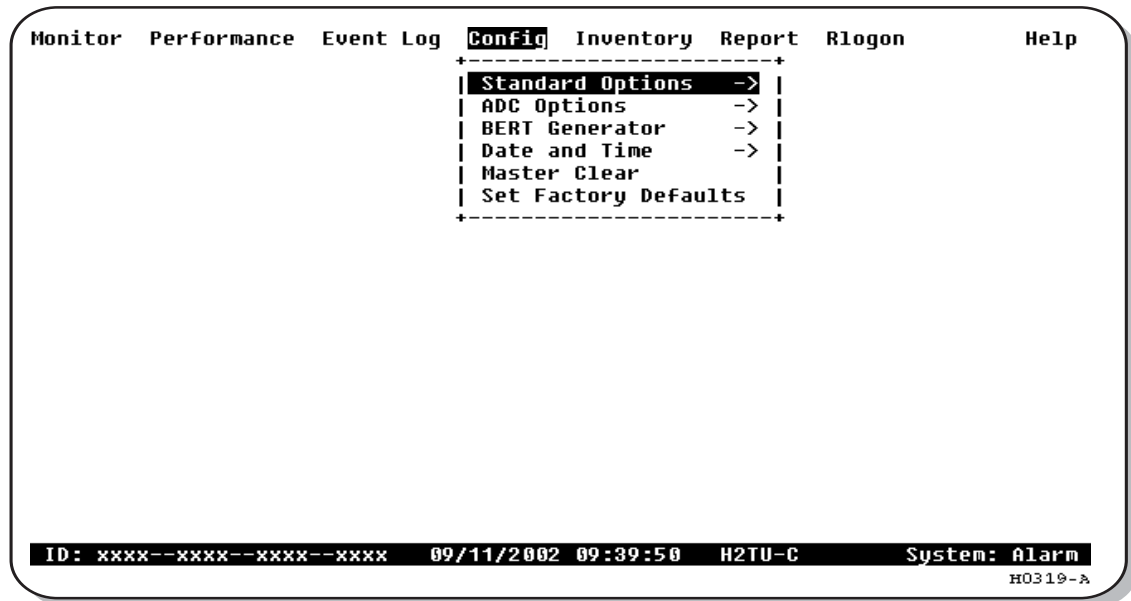 Monitor Performance Event Log Config Inventory Report Rlogon Help
+-----------------------+
| Standard Options -> |
| ADC Options -> |
| BERT Generator -> |
| Date and Time -> |
| Master Clear |
| Set Factory Defaults |
+-----------------------+
ID: xxxx--xxxx--xxxx--xxxx 09/11/2002 09:39:50 H2TU-C System: Alarm
H0319-A